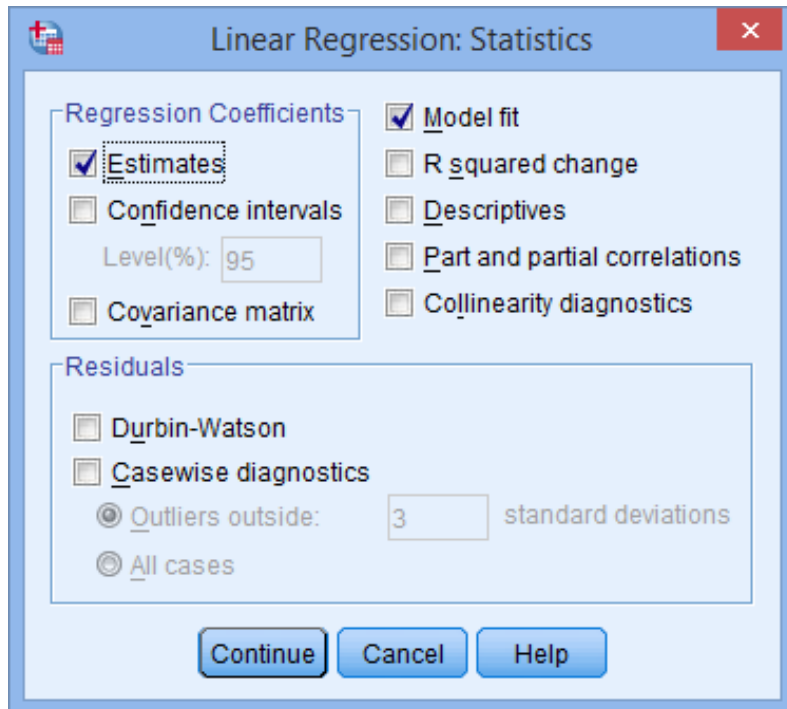 Linear Regression: Statistics
Regression Coefficients
Estimates
Confidence intervals
Level(%): 95
Covariance matrix
Model fit
R squared change
Descriptives
Part and partial correlations
Collinearity diagnostics
Residuals
Durbin-Watson
Casewise diagnostics
Outliers outside: 3 standard deviations
All cases
Continue Cancel Help